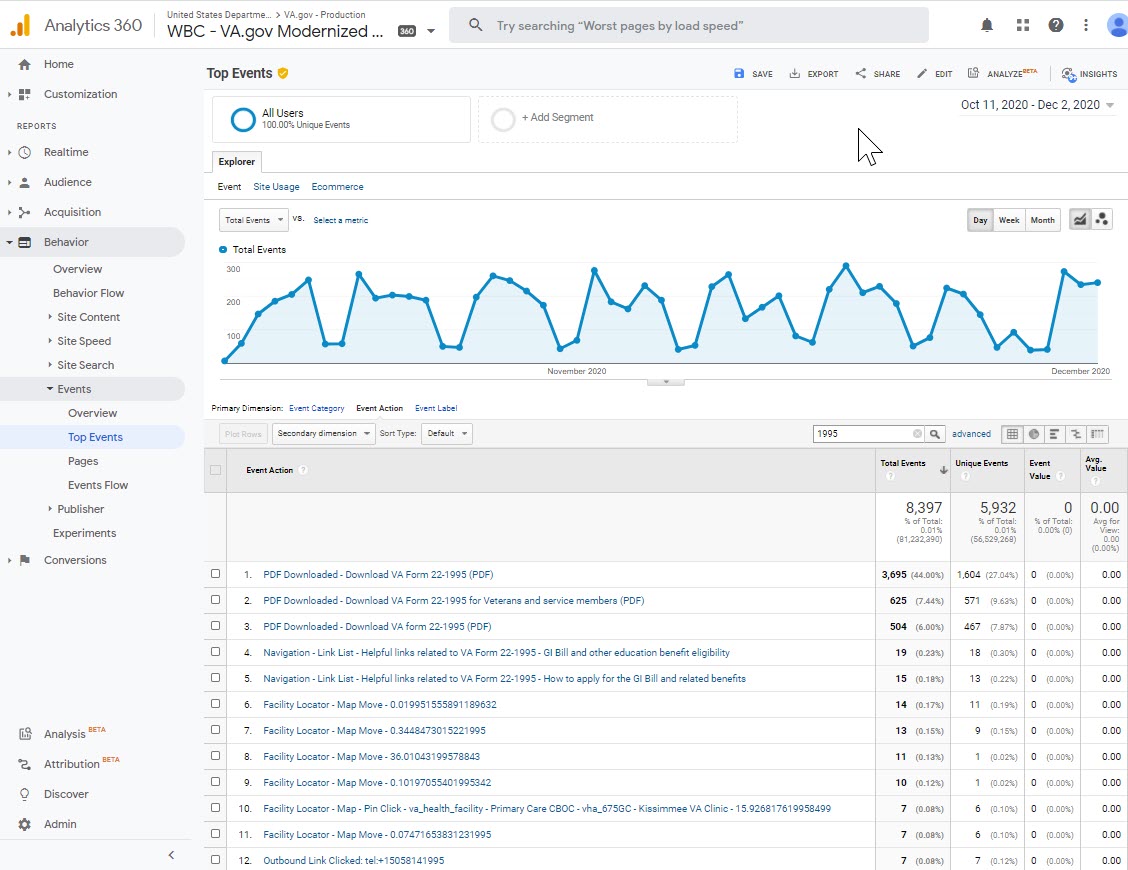 Analytics 360
United States Departme... > VA.gov - Production
WBC - VA.gov Modernized ... 360
Try searching “Worst pages by load speed”
Home
Customization
REPORTS
Realtime
Audience
Acquisition
Behavior
Overview
Behavior Flow
Site Content
Site Speed
Site Search
Events
Overview
Top Events
Pages
Events Flow
Publisher
Experiments
Conversions
Analysis BETA
Attribution BETA
Discover
Admin
Top Events
SAVE EXPORT SHARE EDIT ANALYZE BETA INSIGHTS
All Users
100.00% Unique Events
+ Add Segment
Oct 11, 2020 - Dec 2, 2020
Explorer
Event Site Usage Ecommerce
Total Events VS. Select a metric
Day Week Month
Total Events
300
200
100
November 2020 December 2020
Primary Dimension: Event Category Event Action Event Label
Plot Rows Secondary dimension Sort Type: Default 1995 advanced
Event Action ? Total Events ? Unique Events ? Event Value ? Avg. Value ?
8,397 5,932 0 0.00
% of Total: 0.01% (81,232,390) % of Total: 0.01% (56,529,268) % of Total: 0.00% (0) Avg for View: 0.00 (0.00%)
1. PDF Downloaded - Download VA Form 22-1995 (PDF) 3,695 (44.00%) 1,604 (27.04%) 0 (0.00%) 0.00
2. PDF Downloaded - Download VA Form 22-1995 for Veterans and service members (PDF) 625 (7.44%) 571 (9.63%) 0 (0.00%) 0.00
3. PDF Downloaded - Download VA form 22-1995 (PDF) 504 (6.00%) 467 (7.87%) 0 (0.00%) 0.00
4. Navigation - Link List - Helpful links related to VA Form 22-1995 - GI Bill and other education benefit eligibility 19 (0.23%) 18 (0.30%) 0 (0.00%) 0.00
5. Navigation - Link List - Helpful links related to VA Form 22-1995 - How to apply for the GI Bill and related benefits 15 (0.18%) 13 (0.22%) 0 (0.00%) 0.00
6. Facility Locator - Map Move - 0.019951555891189632 14 (0.17%) 11 (0.19%) 0 (0.00%) 0.00
7. Facility Locator - Map Move - 0.3448473015221995 13 (0.15%) 9 (0.15%) 0 (0.00%) 0.00
8. Facility Locator - Map Move - 36.01043199578843 11 (0.13%) 1 (0.02%) 0 (0.00%) 0.00
9. Facility Locator - Map Move - 0.10197055401995342 10 (0.12%) 1 (0.02%) 0 (0.00%) 0.00
10. Facility Locator - Map - Pin Click - va_health_facility - Primary Care CBOC - vha_675GC - Kissimmee VA Clinic - 15.926817619958499 7 (0.08%) 6 (0.10%) 0 (0.00%) 0.00
11. Facility Locator - Map Move - 0.07471653831231995 7 (0.08%) 6 (0.10%) 0 (0.00%) 0.00
12. Outbound Link Clicked: tel:+15058141995 7 (0.08%) 7 (0.12%) 0 (0.00%) 0.00